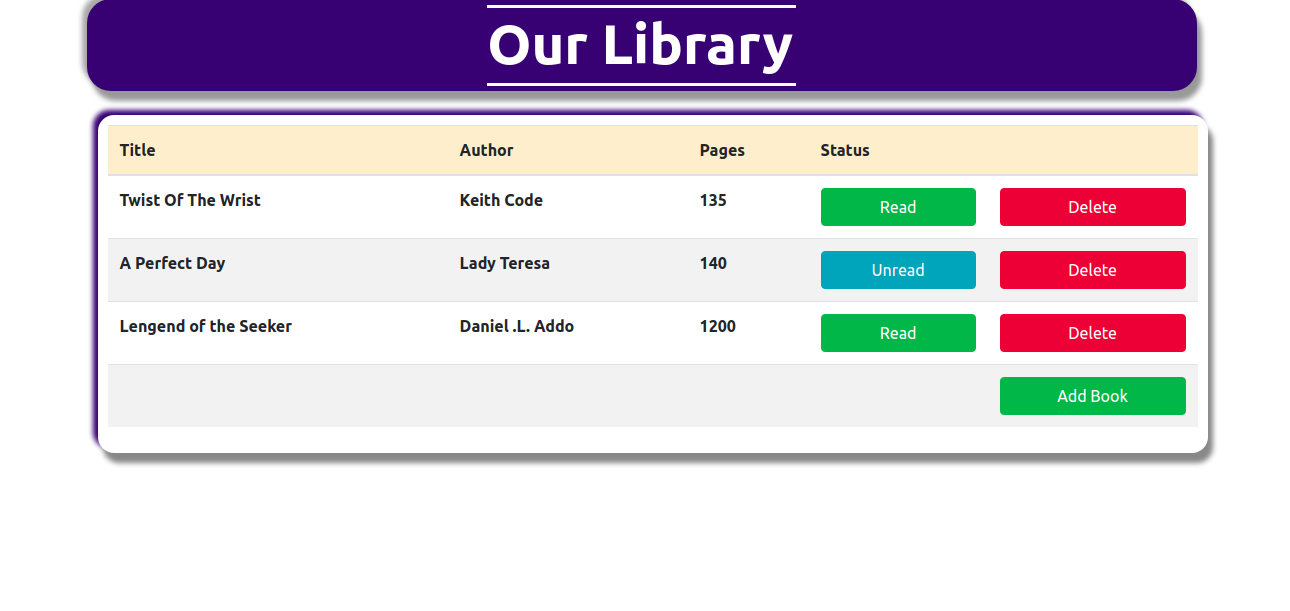 Our Library
Title Author Pages Status
Twist Of The Wrist Keith Code 135 Read Delete
A Perfect Day Lady Teresa 140 Unread Delete
Lengend of the Seeker Daniel .L. Addo 1200 Read Delete
Add Book